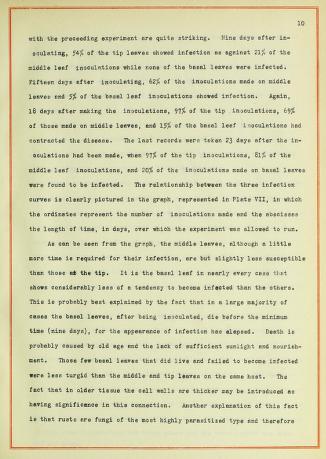 10
with the preceeding experiment are quite striking. Nine days after in-
oculating, 54% of the tip leaves showed infection as against 21% of the
middle leaf inoculations while none of the basel leaves were infected.
Fifteen days after inoculating, 62% of the inoculations made on middle
leaves and 5% of the basel leaf inoculations showed infection. Again,
18 days after making the inoculations, 97% of the tip inoculations, 69%
of those made on middle leaves, and 15% of the basel leaf inoculations had
contracted the disease. The last records were taken 23 days after the in-
oculations had been made, when 97% of the tip inoculations, 81% of the
middle leaf inoculations, and 20% of the inoculations made on basel leaves
were found to be infected. The relationship between the three infection
curves is clearly pictured in the graph, represented in Plate VII, in which
the ordinates represent the number of inoculations made and the abscisses
the length of time, in days, over which the experiment was allowed to run.
As can be seen from the graph, the middle leaves, although a little
more time is required for their infection, are but slightly less susceptible
than those at the tip. It is the basel leaf in nearly every case that
shows considerably less of a tendency to become infected than the others.
This is probably best explained by the fact that in a large majority of
cases the basel leaves, after being inoculated, die before the minimum
time (nine days), for the appearance of infection has elapsed. Death is
probably caused by old age and the lack of sufficient sunlight and nourish-
ment. Those few basel leaves that did live and failed to become infected
were less turgid than the middle and tip leaves on the same host. The
fact that in older tissue the cell walls are thicker may be introduced as
having significance in this connection. Another explanation of this fact
is that rusts are fungi of the most highly parasitized type and therefore